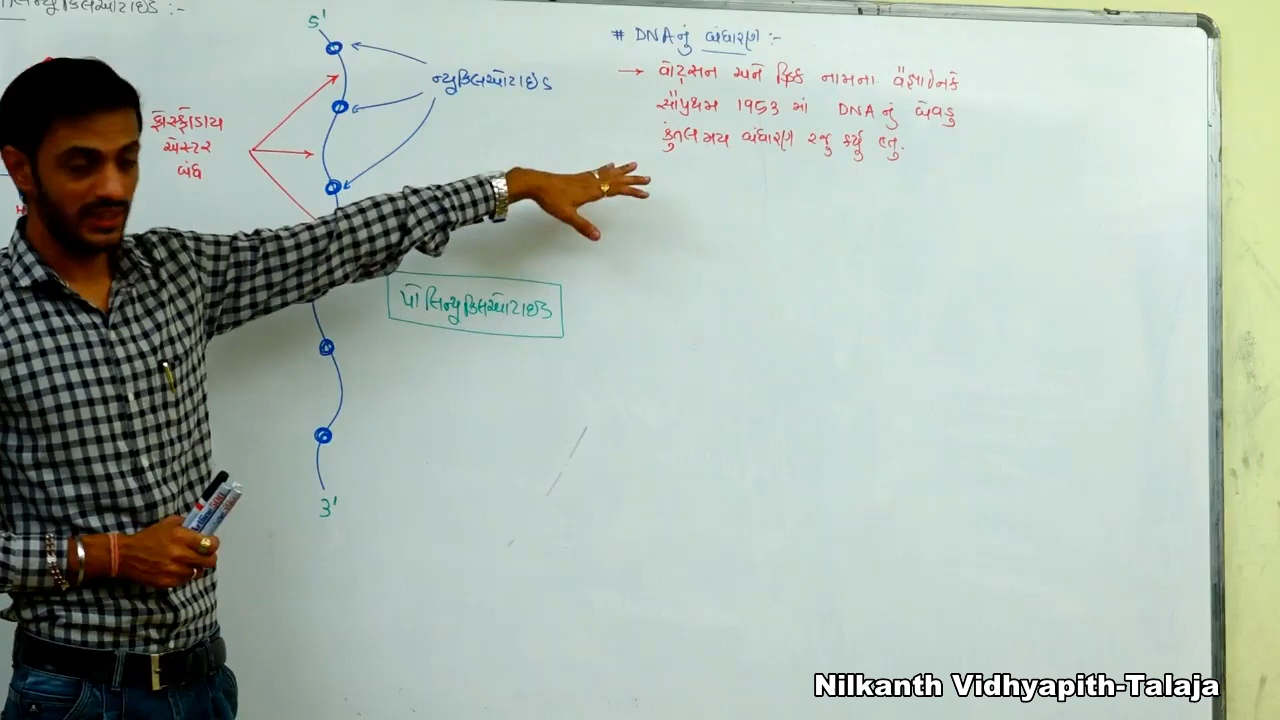 5'
ન્યુક્લિઓટાઇડ
ફોસ્ફોડાય
એસ્ટર
બંધ
પોલિન્યુક્લિઓટાઇડ
3'
# DNAનું બંધારણ :-
→ વોટ્સન અને ક્રિક નામના વૈજ્ઞાનિકે
સૌપ્રથમ 1953 માં DNA નું બેવડુ
કુંતલમય બંધારણ રજુ કર્યુ હતુ.
Nilkanth Vidhyapith-Talaja